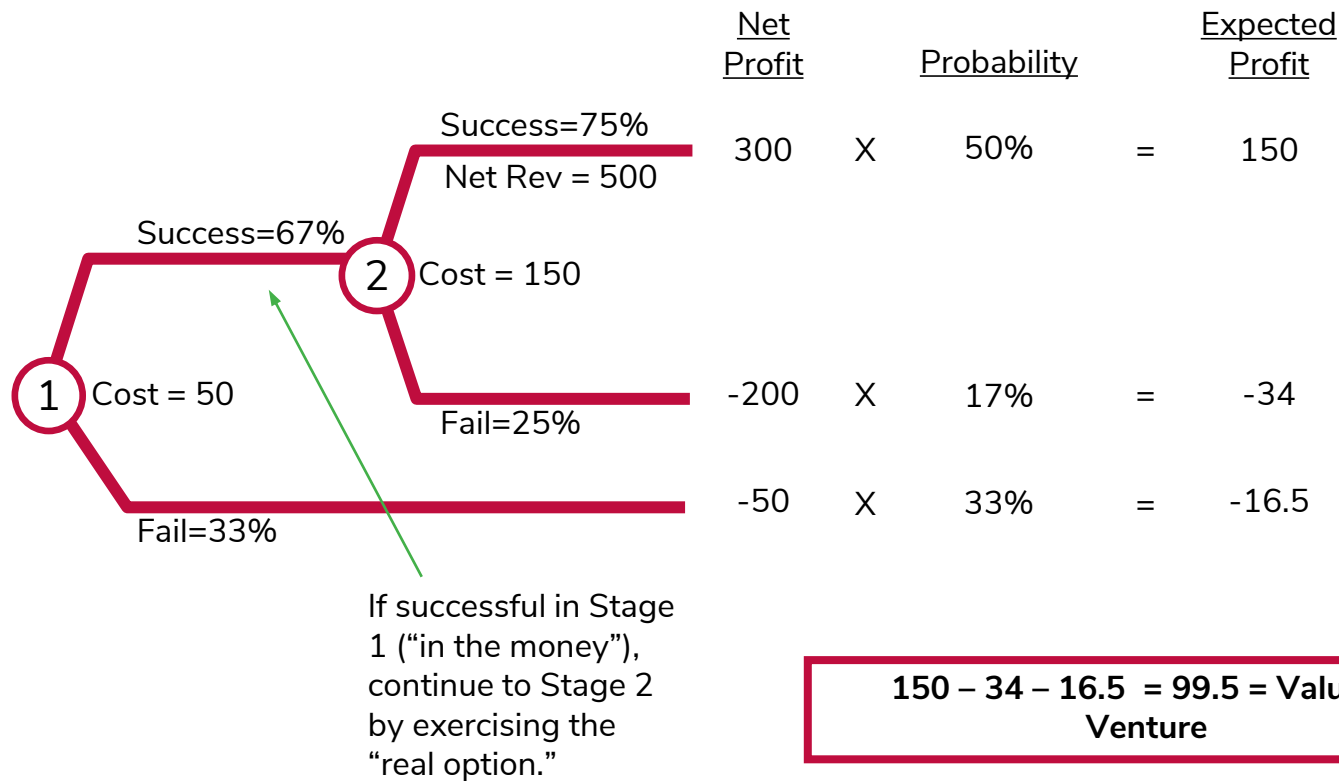 Net
Profit
Probability
Expected
Profit
Success=75%
300 X 50% = 150
Net Rev = 500
Success=67%
2 Cost = 150
1 Cost = 50
-200 X 17% = -34
Fail=25%
-50 X 33% = -16.5
Fail=33%
If successful in Stage
1 (“in the money”),
continue to Stage 2
by exercising the
“real option.”
150 – 34 – 16.5 = 99.5 = Valu
Venture